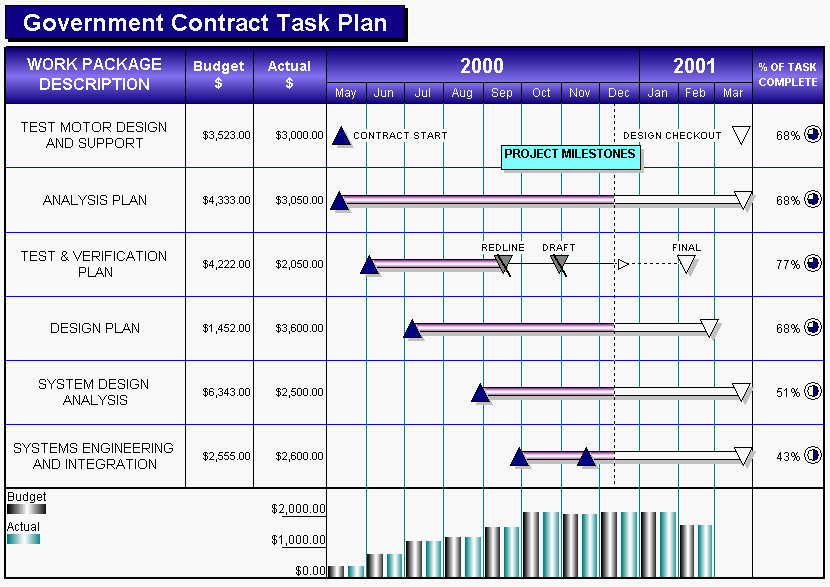 Government Contract Task Plan
WORK PACKAGE
DESCRIPTION
Budget
$
Actual
$
2000
2001
% OF TASK
COMPLETE
May Jun Jul Aug Sep Oct Nov Dec Jan Feb Mar
TEST MOTOR DESIGN
AND SUPPORT
$3,523.00
$3,000.00
CONTRACT START
DESIGN CHECKOUT
68%
PROJECT MILESTONES
ANALYSIS PLAN
$4,333.00
$3,050.00
68%
TEST & VERIFICATION
PLAN
$4,222.00
$2,050.00
REDLINE
DRAFT
FINAL
77%
DESIGN PLAN
$1,452.00
$3,600.00
68%
SYSTEM DESIGN
ANALYSIS
$6,343.00
$2,500.00
51%
SYSTEMS ENGINEERING
AND INTEGRATION
$2,555.00
$2,600.00
43%
Budget
Actual
$2,000.00
$1,000.00
$0.00